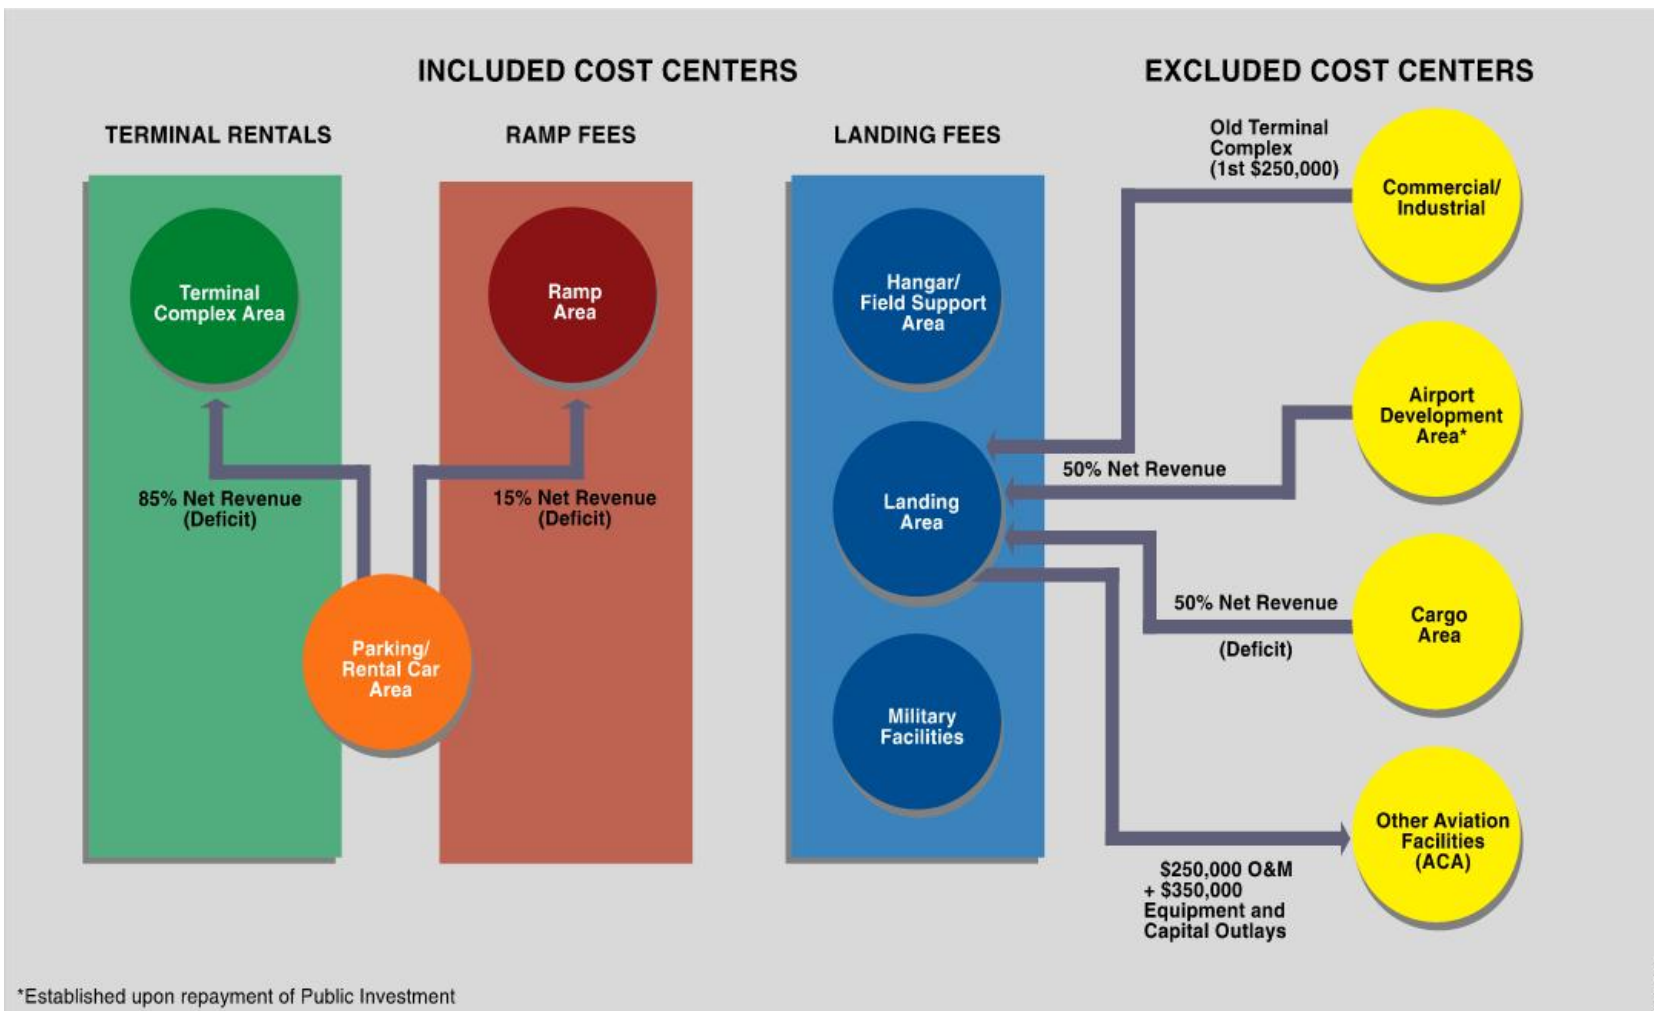 INCLUDED COST CENTERS
EXCLUDED COST CENTERS
TERMINAL RENTALS
RAMP FEES
LANDING FEES
Terminal
Complex Area
Ramp
Area
85% Net Revenue
(Deficit)
15% Net Revenue
(Deficit)
Parking/
Rental Car
Area
Hangar/
Field Support
Area
Landing
Area
Military
Facilities
Old Terminal
Complex
(1st $250,000)
Commercial/
Industrial
50% Net Revenue
Airport
Development
Area*
50% Net Revenue
(Deficit)
Cargo
Area
$250,000 O&M
+ $350,000
Equipment and
Capital Outlays
Other Aviation
Facilities
(ACA)
*Established upon repayment of Public Investment